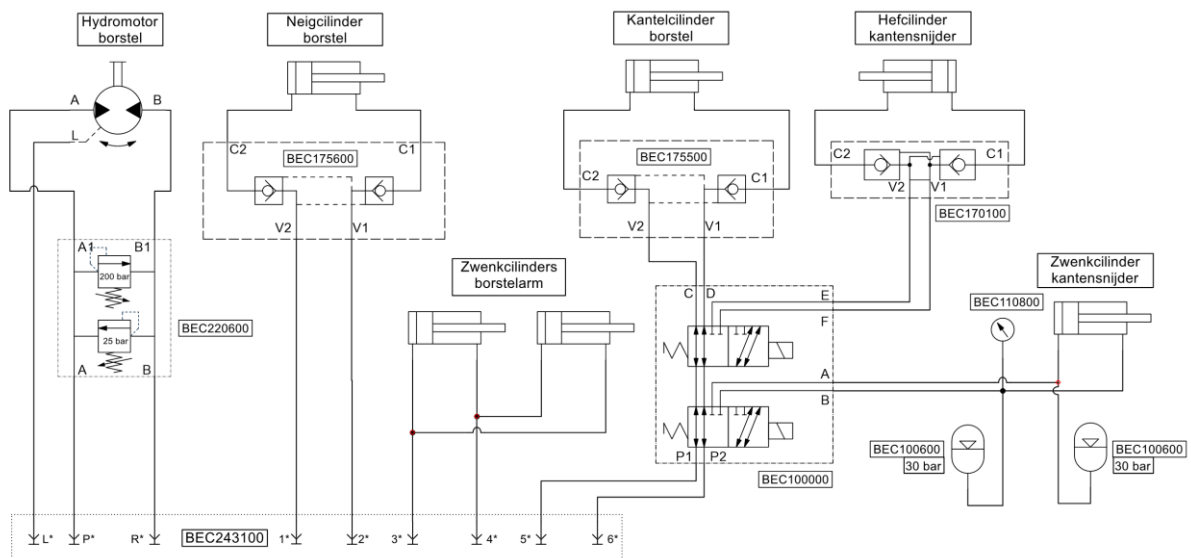 Hydromotor
borstel
Neigcilinder
borstel
Kantelcilinder
borstel
Hefcilinder
kantensnijder
A
B
L
C2
C1
BEC175600
V2
V1
C2
C1
BEC175500
V2
V1
C2
C1
V2
V1
BEC170100
A1
B1
200 bar
25 bar
A
B
BEC220600
Zwenkcilinders
borstelarm
Zwenkcilinder
kantensnijder
C
D
E
F
A
B
P1
P2
BEC100000
BEC110800
BEC100600
30 bar
BEC100600
30 bar
L*
P*
R*
BEC243100
1*
2*
3*
4*
5*
6*